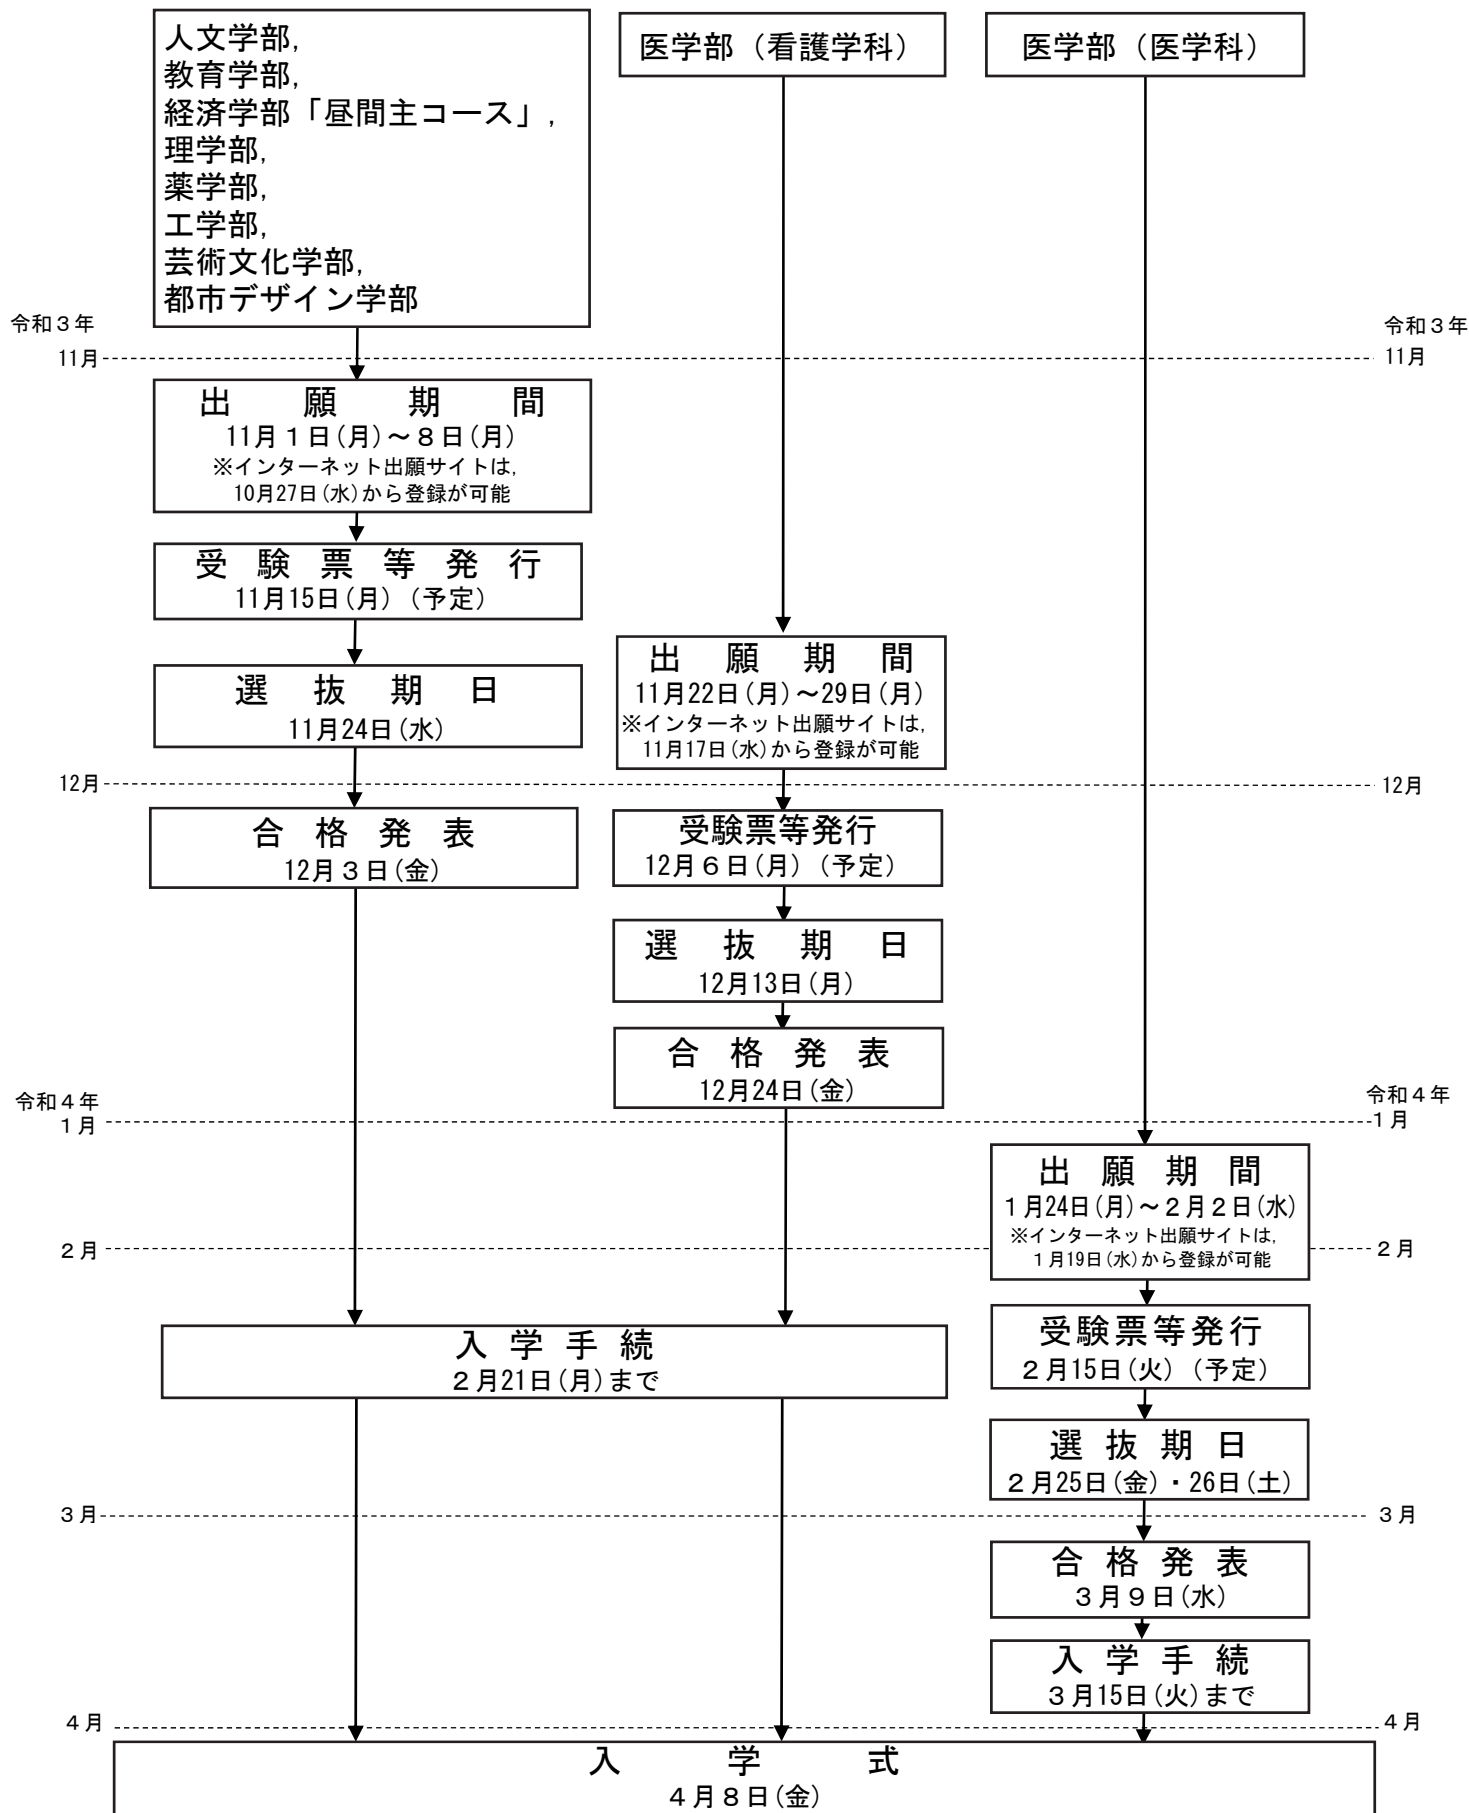 人文学部，
教育学部，
経済学部「昼間主コース」，
理学部，
薬学部，
工学部，
芸術文化学部，
都市デザイン学部
医学部（看護学科）
医学部（医学科）
令和３年
11月
令和３年
11月
出願期間
11月１日(月)～８日(月)
※インターネット出願サイトは，
10月27日(水)から登録が可能
受験票等発行
11月15日(月)（予定）
選抜期日
11月24日(水)
出願期間
11月22日(月)～29日(月)
※インターネット出願サイトは，
11月17日(水)から登録が可能
12月
12月
合格発表
12月３日(金)
受験票等発行
12月６日(月)（予定）
選抜期日
12月13日(月)
合格発表
12月24日(金)
令和４年
１月
令和４年
１月
出願期間
１月24日(月)～２月２日(水)
※インターネット出願サイトは，
１月19日(水)から登録が可能
２月
２月
入学手続
２月21日(月)まで
受験票等発行
２月15日(火)（予定）
選抜期日
２月25日(金)・26日(土)
３月
３月
合格発表
３月９日(水)
入学手続
３月15日(火)まで
４月
４月
入学式
４月８日(金)